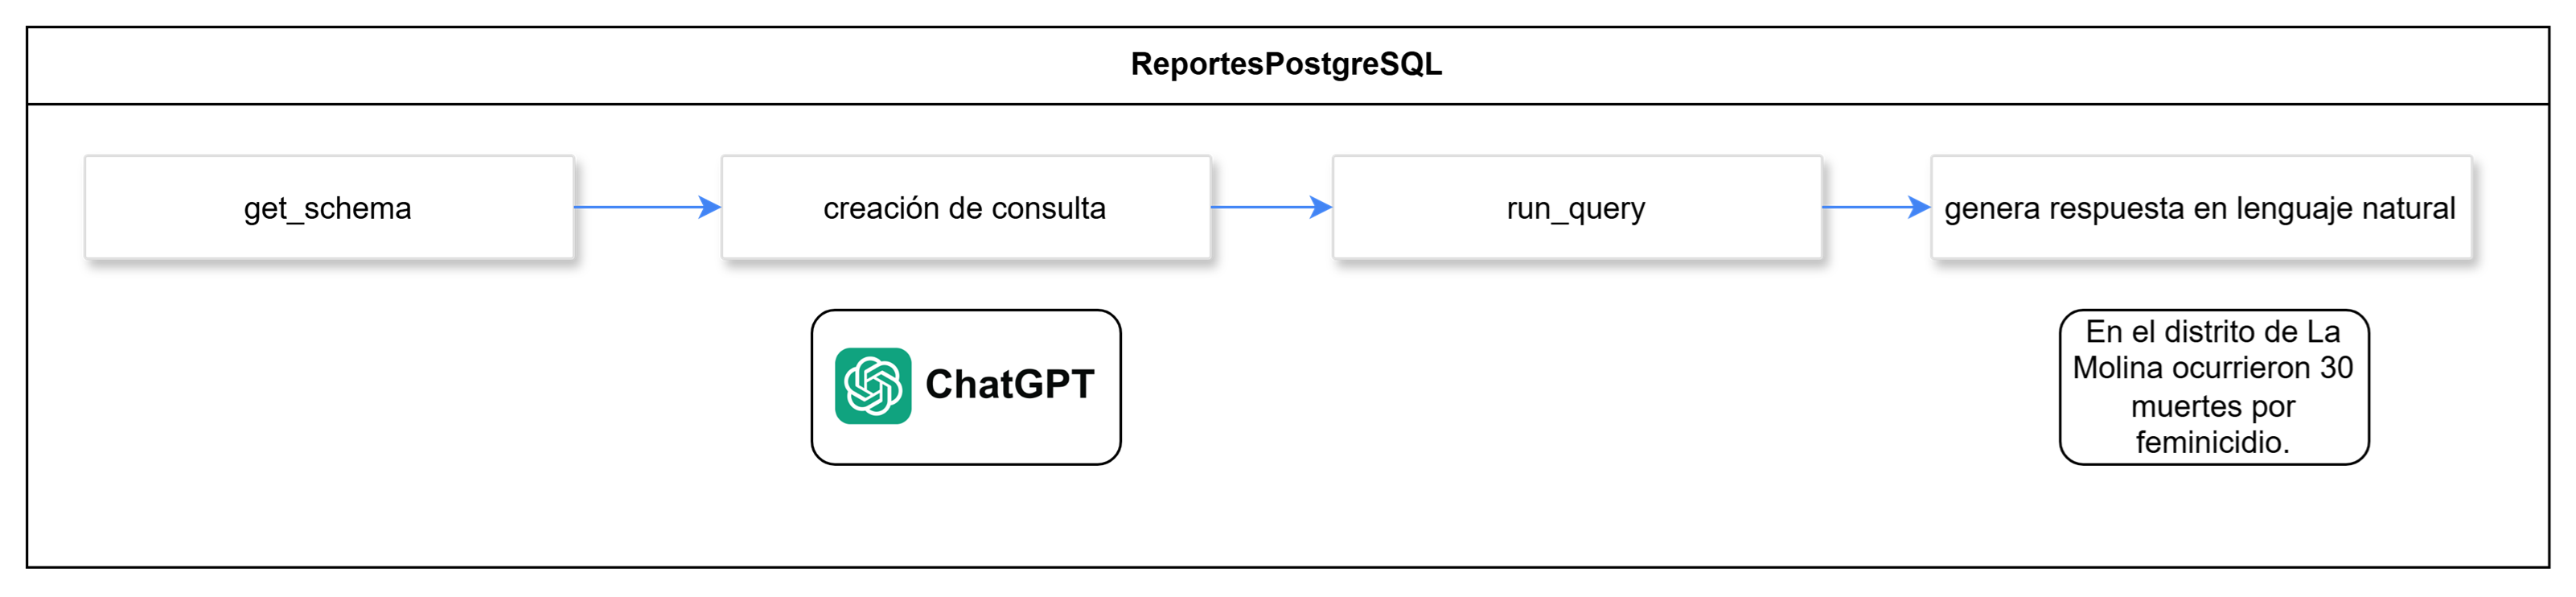 ReportesPostgreSQL
get_schema
creación de consulta
run_query
genera respuesta en lenguaje natural
ChatGPT
En el distrito de La
Molina ocurrieron 30
muertes por
feminicidio.